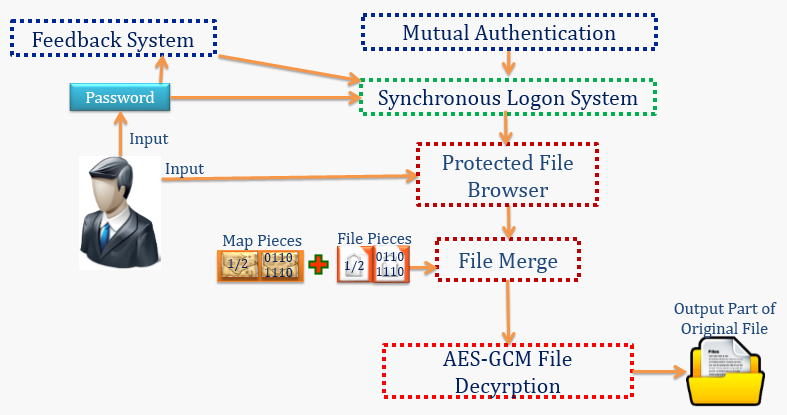 Feedback System
Mutual Authentication
Password
Synchronous Logon System
Input
Input
Protected File
Browser
Map Pieces
File Pieces
1/2
0110
1110
1/2
0110
1110
File Merge
Output Part of
Original File
Files
AES-GCM File
Decyrption